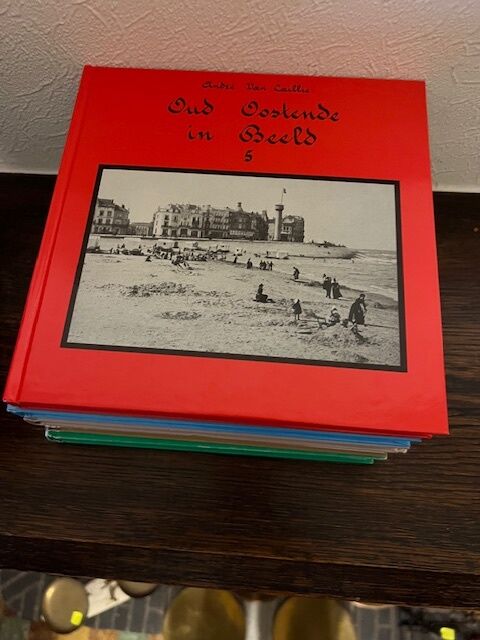 André Van Caillie
Oud Oostende
in Beeld
5